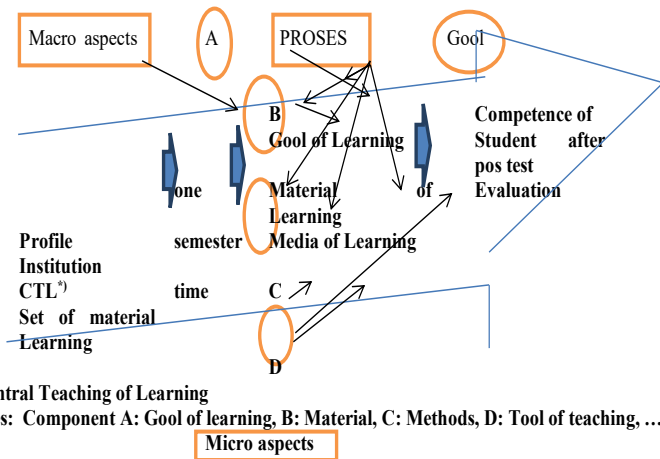 Macro aspects A PROSES Gool
B Competence of
Gool of Learning Student after
pos test
one Material of Evaluation
Learning
Profile semester Media of Learning
Institution
CTL*) time C
Set of material
Learning
D
ntral Teaching of Learning
s: Component A: Gool of learning, B: Material, C: Methods, D: Tool of teaching, …
Micro aspects